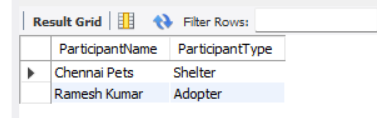 Result Grid Filter Rows:
ParticipantName ParticipantType
Chennai Pets Shelter
Ramesh Kumar Adopter